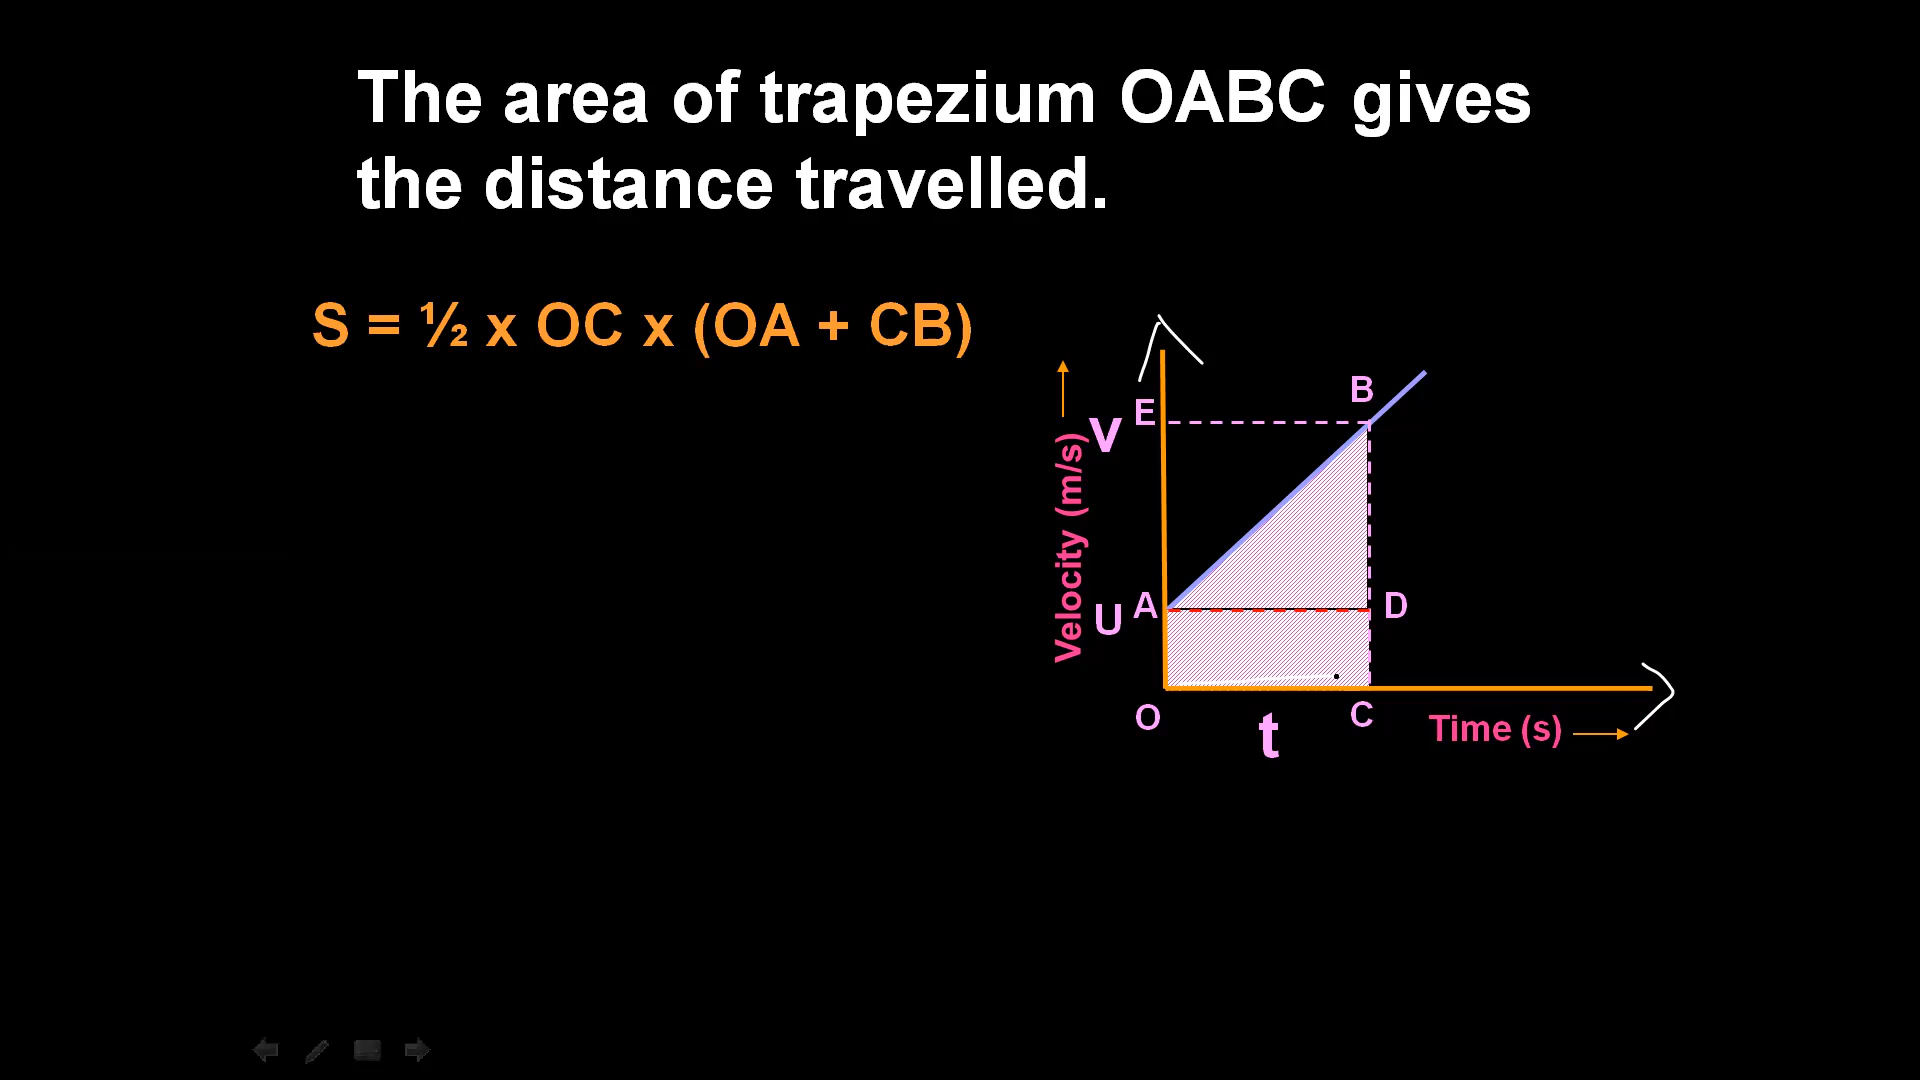 The area of trapezium OABC gives
the distance travelled.
S = ½ x OC x (OA + CB)
B
E
V
Velocity (m/s)
A
D
U
O
C
t
Time (s)